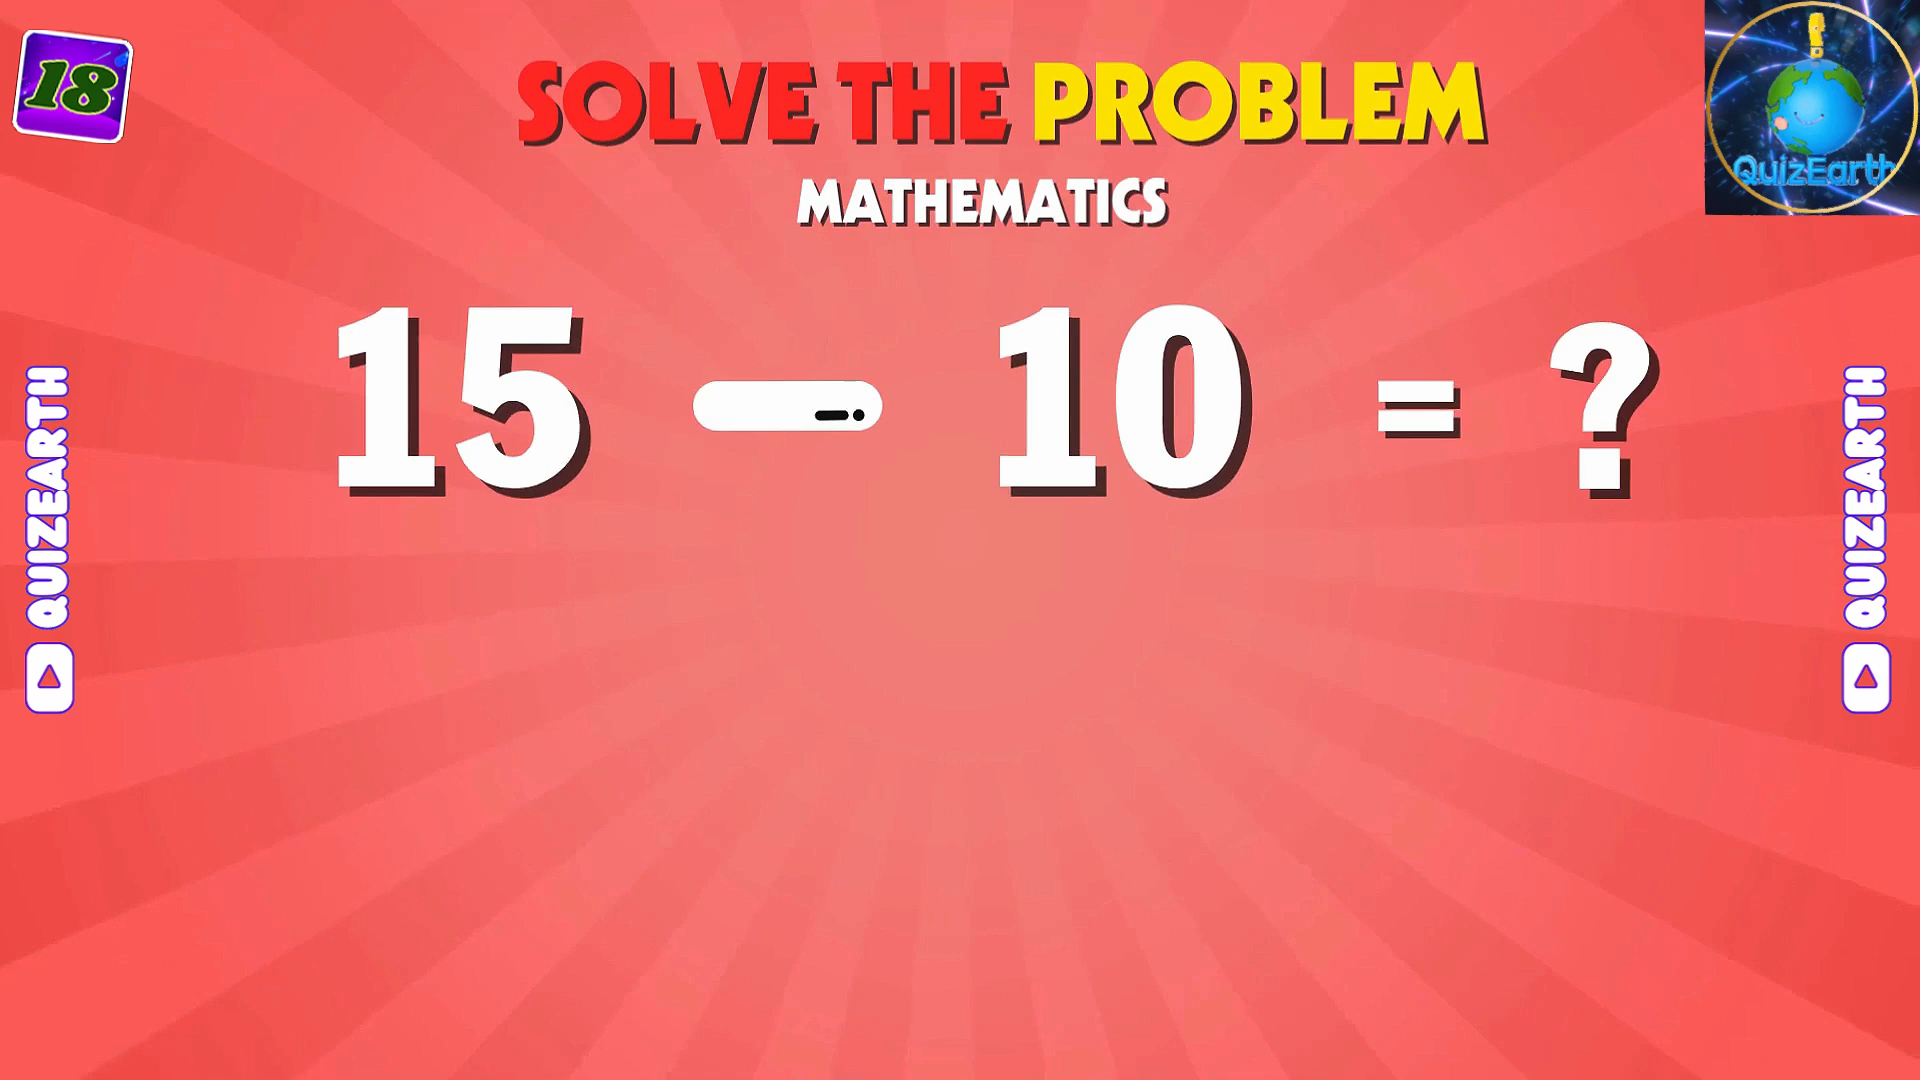 18
SOLVE THE PROBLEM
MATHEMATICS
QuizEarth
15 - 10 = ?
QUIZEARTH
QUIZEARTH